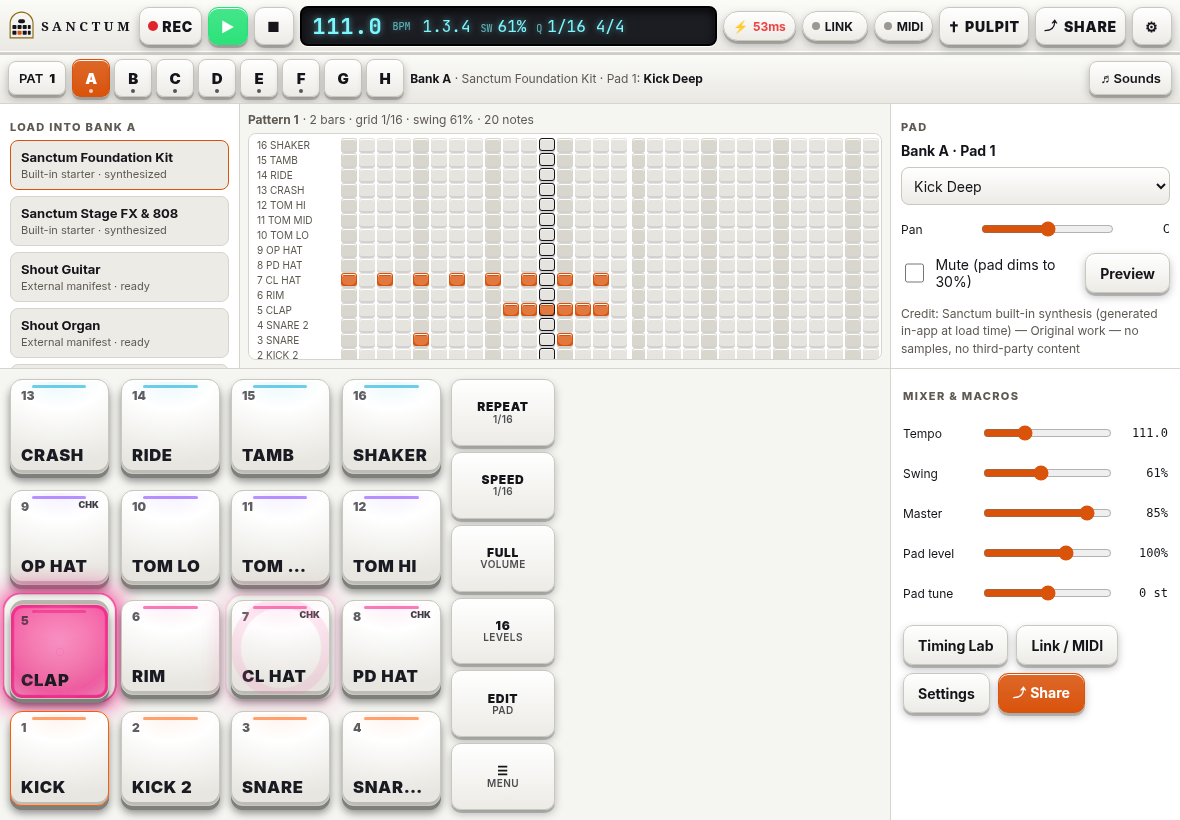 SANCTUM
REC
111.0 BPM 1.3.4 SW 61% Q 1/16 4/4
⚡ 53ms
LINK
MIDI
✝ PULPIT
⤴ SHARE
⚙
PAT 1
A
B
C
D
E
F
G
H
Bank A · Sanctum Foundation Kit · Pad 1: Kick Deep
♬ Sounds
LOAD INTO BANK A
Sanctum Foundation Kit
Built-in starter · synthesized
Sanctum Stage FX & 808
Built-in starter · synthesized
Shout Guitar
External manifest · ready
Shout Organ
External manifest · ready
Pattern 1 · 2 bars · grid 1/16 · swing 61% · 20 notes
16 SHAKER
15 TAMB
14 RIDE
13 CRASH
12 TOM HI
11 TOM MID
10 TOM LO
9 OP HAT
8 PD HAT
7 CL HAT
6 RIM
5 CLAP
4 SNARE 2
3 SNARE
2 KICK 2
PAD
Bank A · Pad 1
Kick Deep
Pan
C
Mute (pad dims to
30%)
Preview
Credit: Sanctum built-in synthesis (generated
in-app at load time) — Original work — no
samples, no third-party content
13
CRASH
14
RIDE
15
TAMB
16
SHAKER
9
CHK
OP HAT
10
TOM LO
11
TOM ...
12
TOM HI
5
CLAP
6
RIM
7
CHK
CL HAT
8
CHK
PD HAT
1
KICK
2
KICK 2
3
SNARE
4
SNAR...
REPEAT
1/16
SPEED
1/16
FULL
VOLUME
16
LEVELS
EDIT
PAD
☰
MENU
MIXER & MACROS
Tempo
111.0
Swing
61%
Master
85%
Pad level
100%
Pad tune
0 st
Timing Lab
Link / MIDI
Settings
⤴ Share